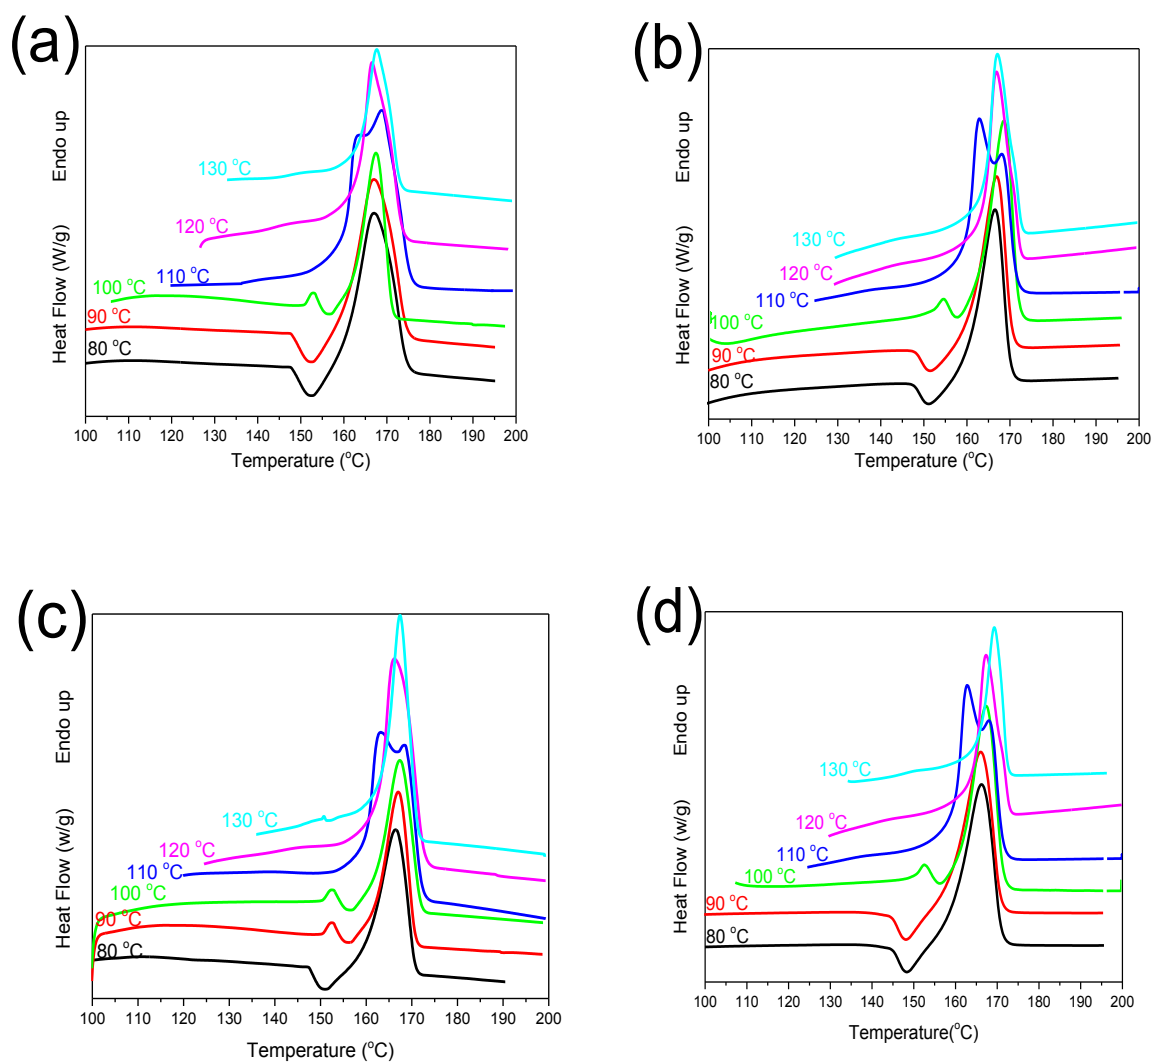 (a)
Heat Flow (W/g) Endo up
130 °C
120 °C
110 °C
100 °C
90 °C
80 °C
100 110 120 130 140 150 160 170 180 190 200
Temperature (°C)
(b)
Heat Flow (W/g) Endo up
130 °C
120 °C
110 °C
100 °C
90 °C
80 °C
100 110 120 130 140 150 160 170 180 190 200
Temperature (°C)
(c)
Heat Flow (w/g) Endo up
130 °C
120 °C
110 °C
100 °C
90 °C
80 °C
100 110 120 130 140 150 160 170 180 190 200
Temperature (°C)
(d)
Heat Flow (w/g) Endo up
130 °C
120 °C
110 °C
100 °C
90 °C
80 °C
100 110 120 130 140 150 160 170 180 190 200
Temperature(°C)